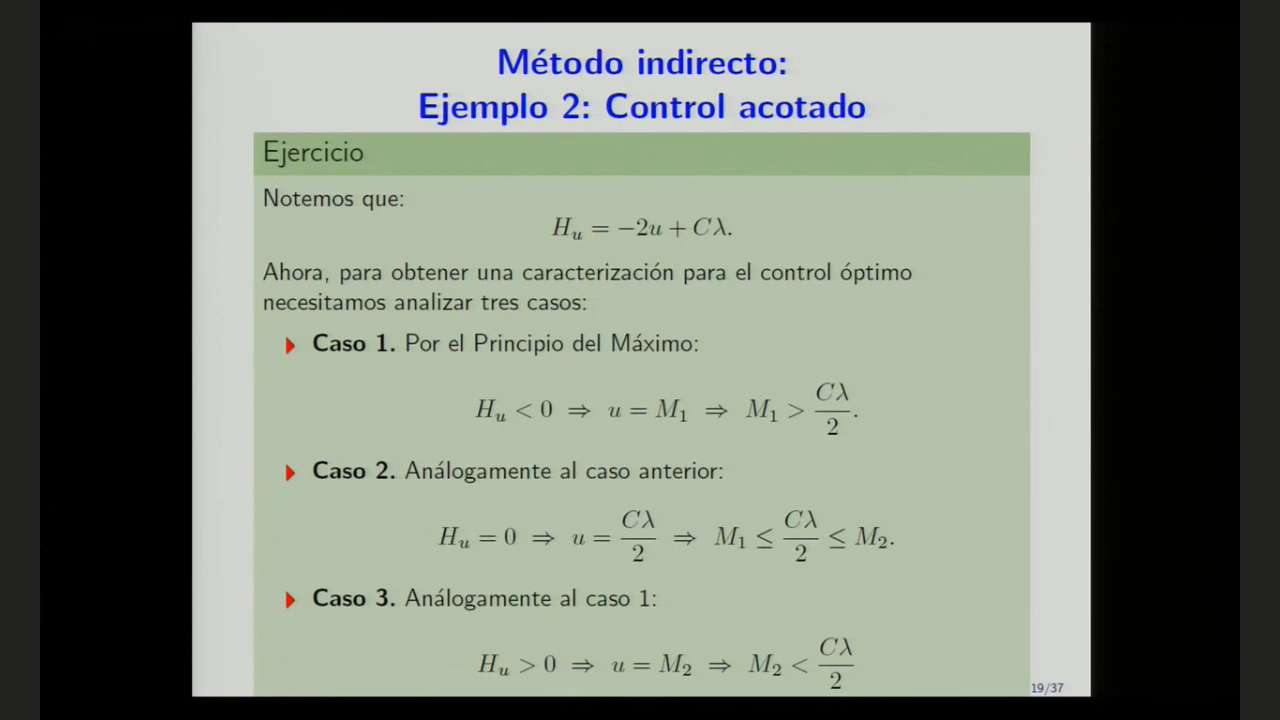 Método indirecto:
Ejemplo 2: Control acotado
Ejercicio
Notemos que:
H_u = −2u + Cλ.
Ahora, para obtener una caracterización para el control óptimo
necesitamos analizar tres casos:
Caso 1. Por el Principio del Máximo:
H_u < 0 ⇒ u = M_1 ⇒ M_1 > Cλ/2.
Caso 2. Análogamente al caso anterior:
H_u = 0 ⇒ u = Cλ/2 ⇒ M_1 ≤ Cλ/2 ≤ M_2.
Caso 3. Análogamente al caso 1:
H_u > 0 ⇒ u = M_2 ⇒ M_2 < Cλ/2
19/37